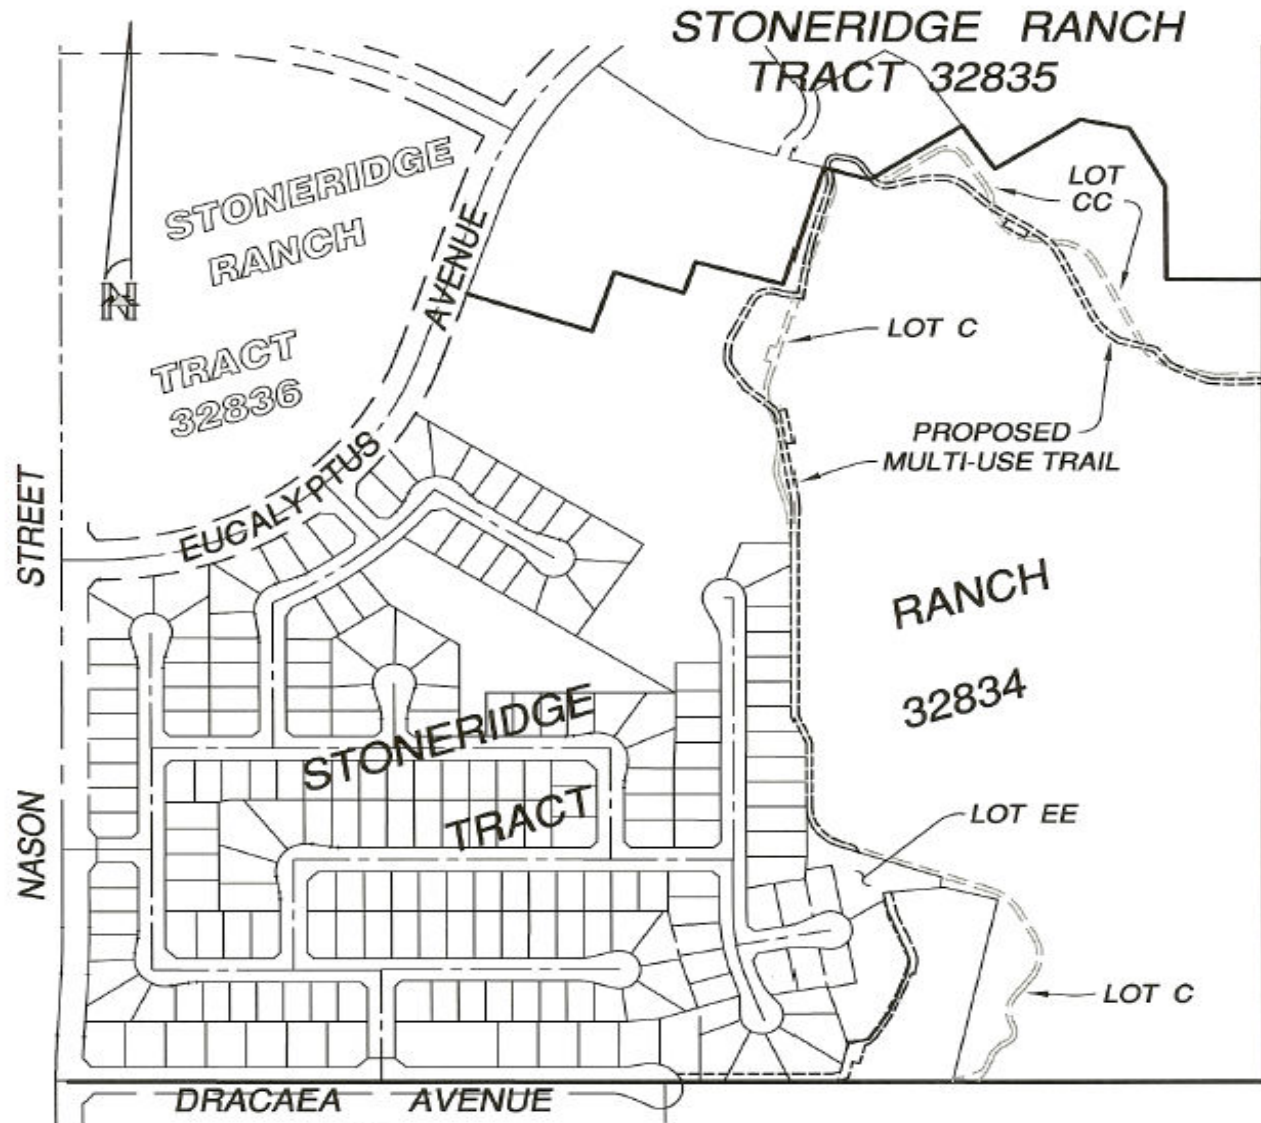 STONERIDGE RANCH
TRACT 32835
STONERIDGE
RANCH
TRACT
32836
N
LOT
CC
AVENUE
LOT C
PROPOSED
MULTI-USE TRAIL
EUCALYPTUS
STREET
RANCH
32834
STONERIDGE
TRACT
NASON
LOT EE
LOT C
DRACAEA AVENUE